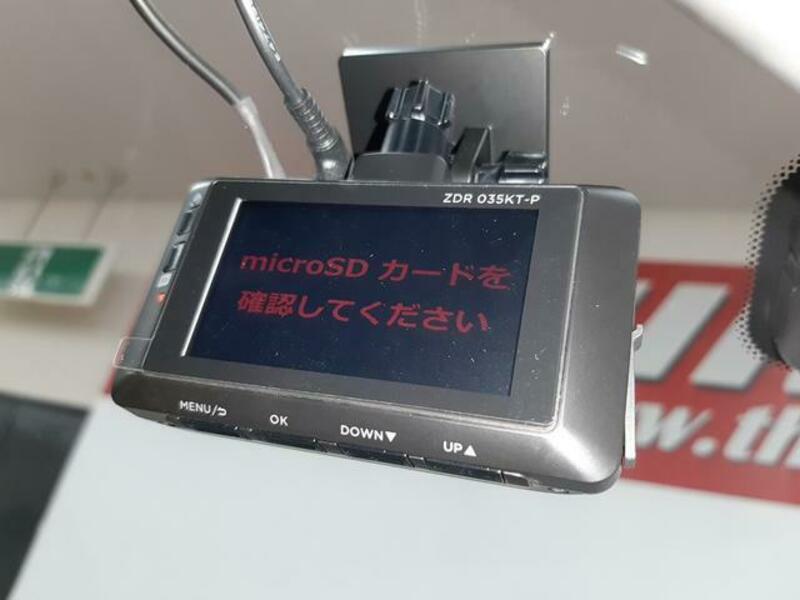 ZDR 035KT-P
microSD カードを
確認してください
MENU/⮌
OK
DOWN▼
UP▲
w.th